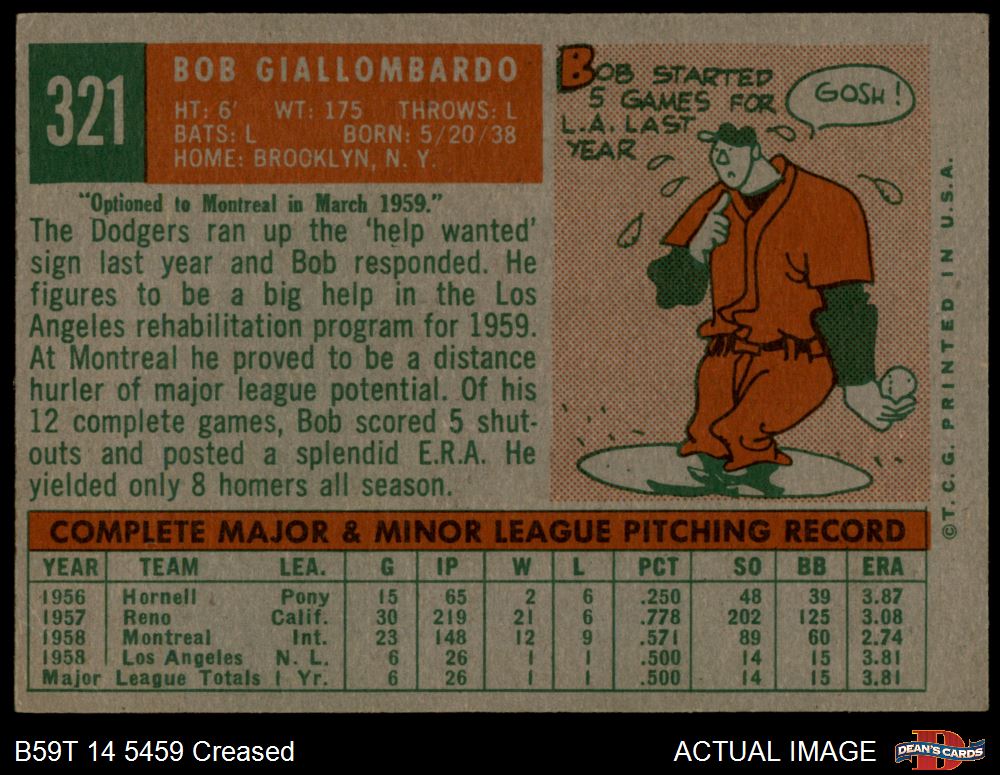 321
BOB GIALLOMBARDO
HT: 6' WT: 175 THROWS: L
BATS: L BORN: 5/20/38
HOME: BROOKLYN, N. Y.
"Optioned to Montreal in March 1959."
The Dodgers ran up the 'help wanted'
sign last year and Bob responded. He
figures to be a big help in the Los
Angeles rehabilitation program for 1959.
At Montreal he proved to be a distance
hurler of major league potential. Of his
12 complete games, Bob scored 5 shut-
outs and posted a splendid E.R.A. He
yielded only 8 homers all season.
BOB STARTED
5 GAMES FOR
L.A. LAST
YEAR
GOSH!
© T. C. G. PRINTED IN U.S.A.
COMPLETE MAJOR & MINOR LEAGUE PITCHING RECORD
YEAR TEAM LEA. G IP W L PCT SO BB ERA
1956 Hornell Pony 15 65 2 6 .250 48 39 3.87
1957 Reno Calif. 30 219 21 6 .778 202 125 3.08
1958 Montreal Int. 23 148 12 9 .571 89 60 2.74
1958 Los Angeles N. L. 6 26 1 1 .500 14 15 3.81
Major League Totals 1 Yr. 6 26 1 1 .500 14 15 3.81
B59T 14 5459 Creased
ACTUAL IMAGE
DEAN'S CARDS